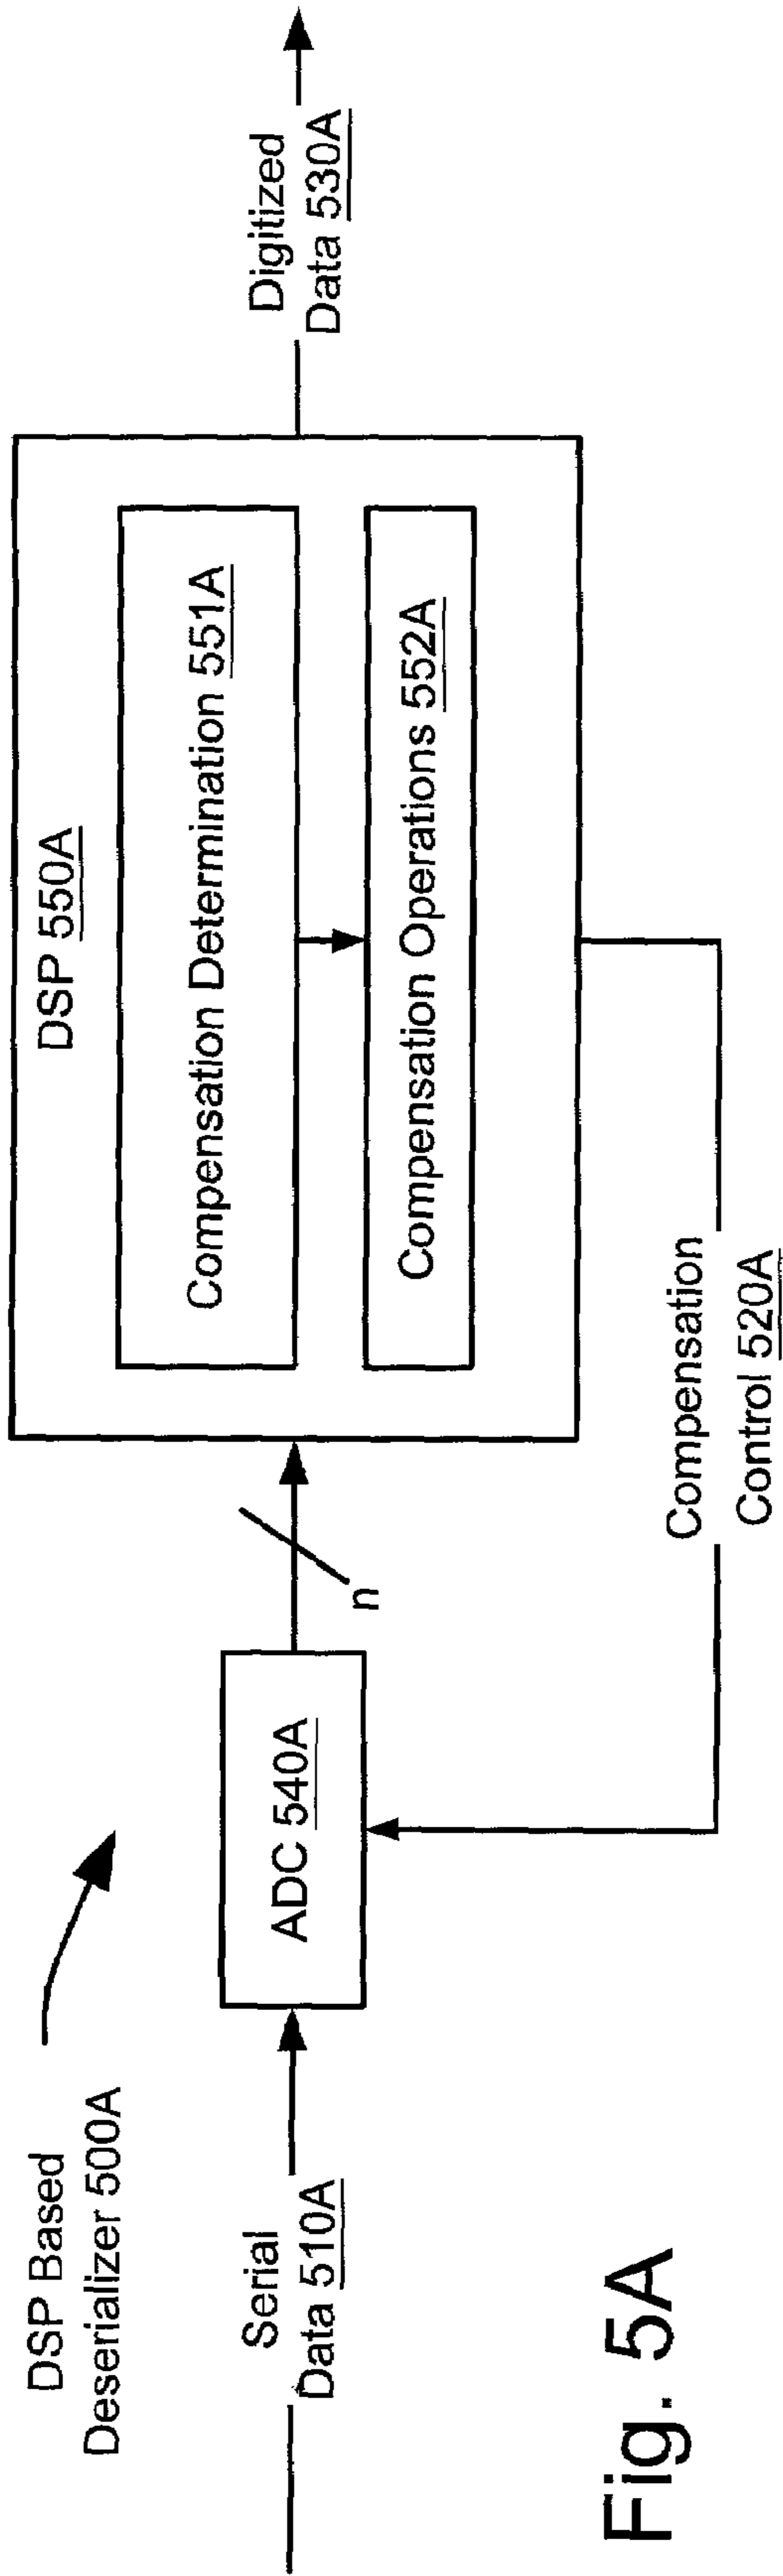 DSP Based
Deserializer 500A
Serial
Data 510A
ADC 540A
n
DSP 550A
Compensation Determination 551A
Compensation Operations 552A
Digitized
Data 530A
Compensation
Control 520A
Fig. 5A